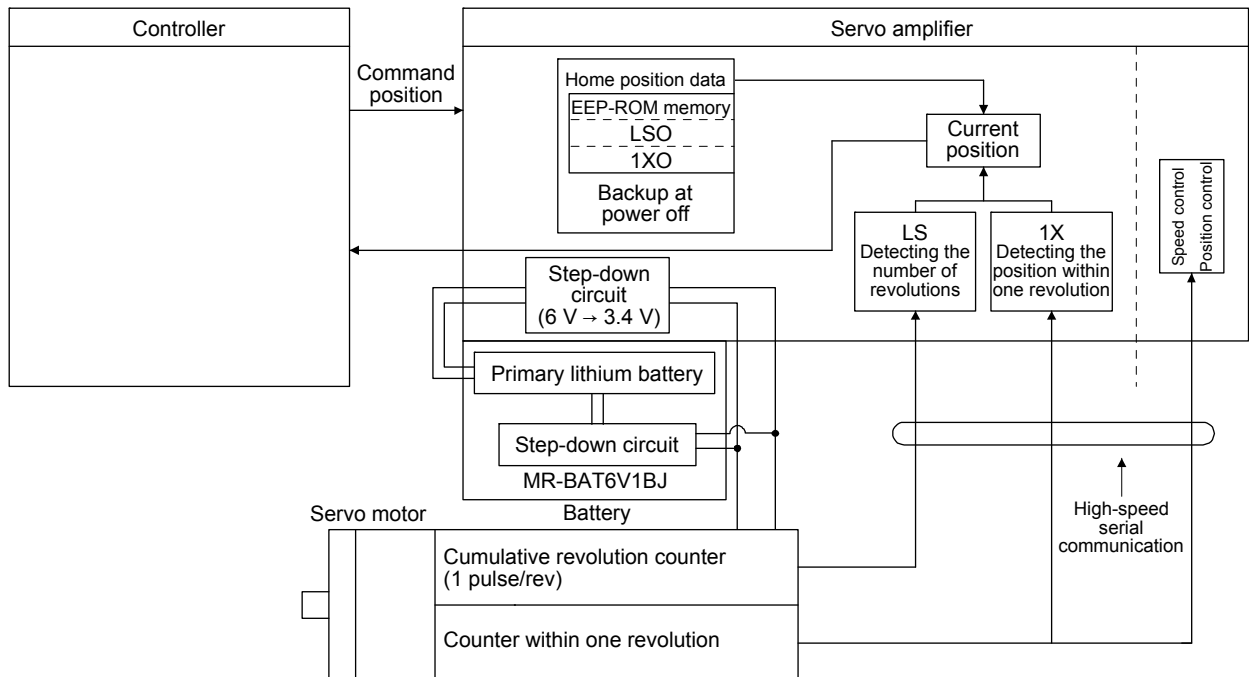 Controller
Servo amplifier
Command
position
Home position data
EEP-ROM memory
LSO
1XO
Backup at
power off
Current
position
LS
Detecting the
number of
revolutions
1X
Detecting the
position within
one revolution
Speed control
Position control
Step-down
circuit
(6 V → 3.4 V)
Primary lithium battery
Step-down circuit
MR-BAT6V1BJ
Battery
Servo motor
Cumulative revolution counter
(1 pulse/rev)
Counter within one revolution
High-speed
serial
communication